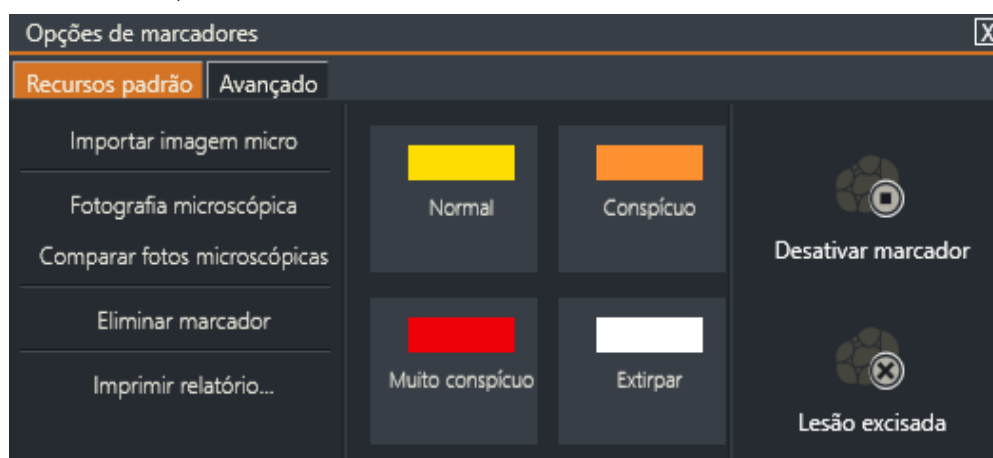 Opções de marcadores
X
Recursos padrão
Avançado
Importar imagem micro
Fotografia microscópica
Comparar fotos microscópicas
Eliminar marcador
Imprimir relatório...
Normal
Conspícuo
Muito conspícuo
Extirpar
Desativar marcador
Lesão excisada